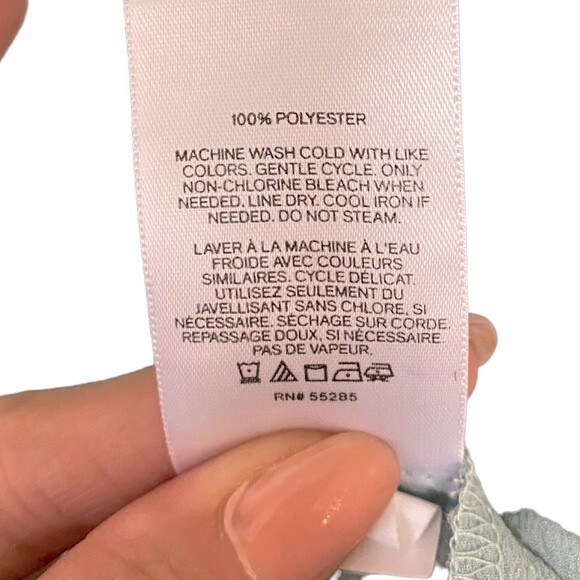 100% POLYESTER
MACHINE WASH COLD WITH LIKE
COLORS. GENTLE CYCLE. ONLY
NON-CHLORINE BLEACH WHEN
NEEDED. LINE DRY. COOL IRON IF
NEEDED. DO NOT STEAM.
LAVER À LA MACHINE À L'EAU
FROIDE AVEC COULEURS
SIMILAIRES. CYCLE DÉLICAT.
UTILISEZ SEULEMENT DU
JAVELLISANT SANS CHLORE, SI
NÉCESSAIRE. SÉCHAGE SUR CORDE.
REPASSAGE DOUX, SI NÉCESSAIRE.
PAS DE VAPEUR.
RN# 55285